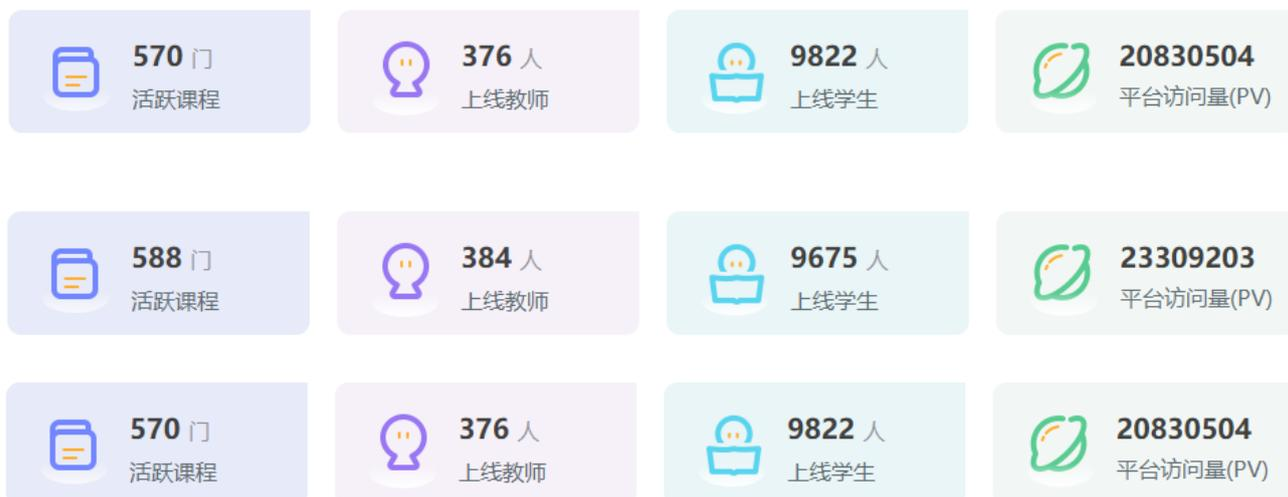 570 门 376 人 9822 人 20830504
活跃课程 上线教师 上线学生 平台访问量(PV)
588 门 384 人 9675 人 23309203
活跃课程 上线教师 上线学生 平台访问量(PV)
570 门 376 人 9822 人 20830504
活跃课程 上线教师 上线学生 平台访问量(PV)